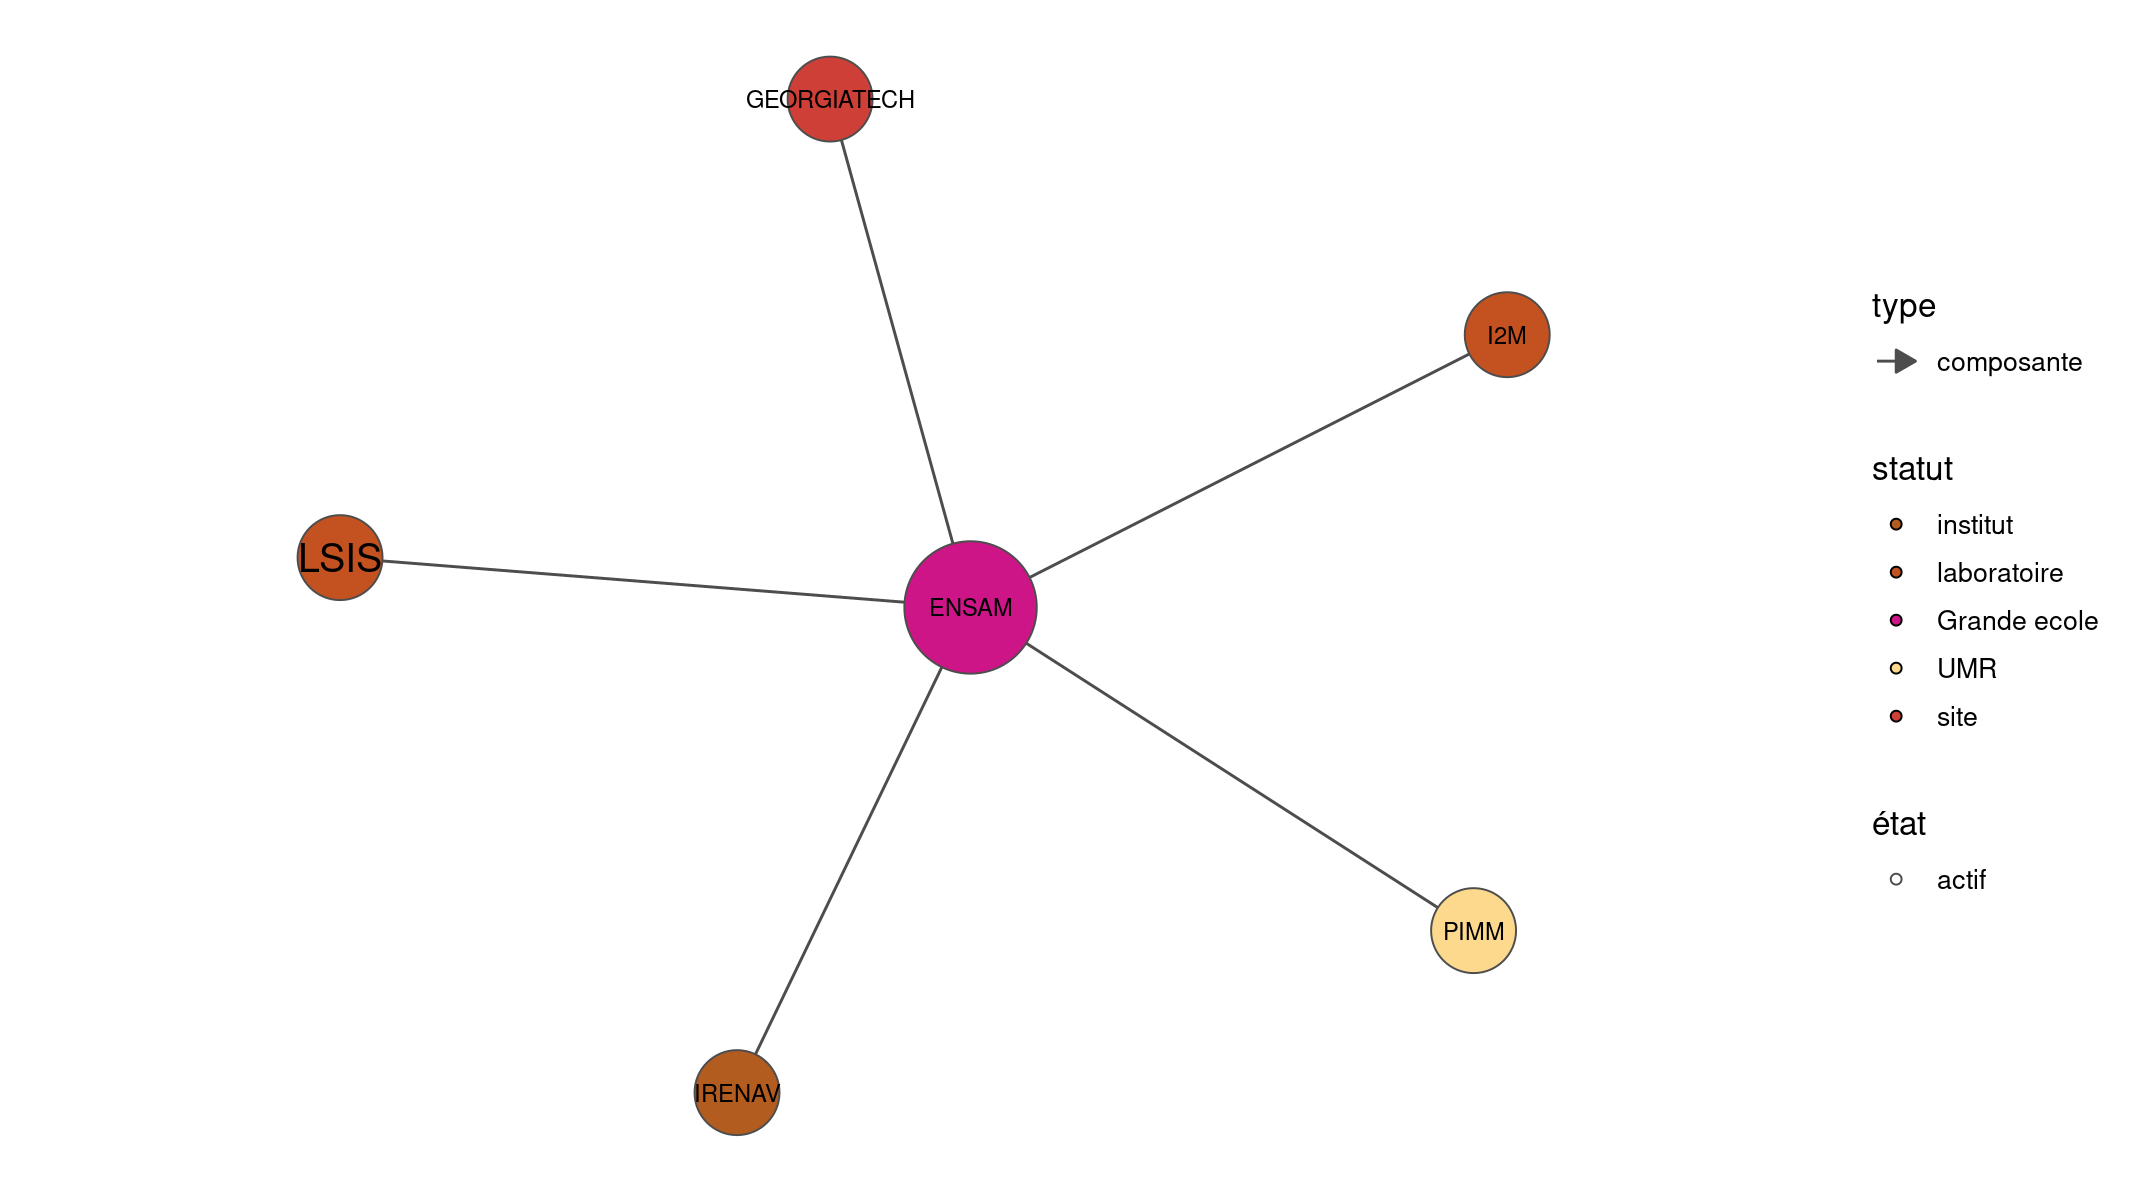 GEORGIATECH
I2M
LSIS
ENSAM
PIMM
IRENAV
type
composante
statut
institut
laboratoire
Grande ecole
UMR
site
état
actif